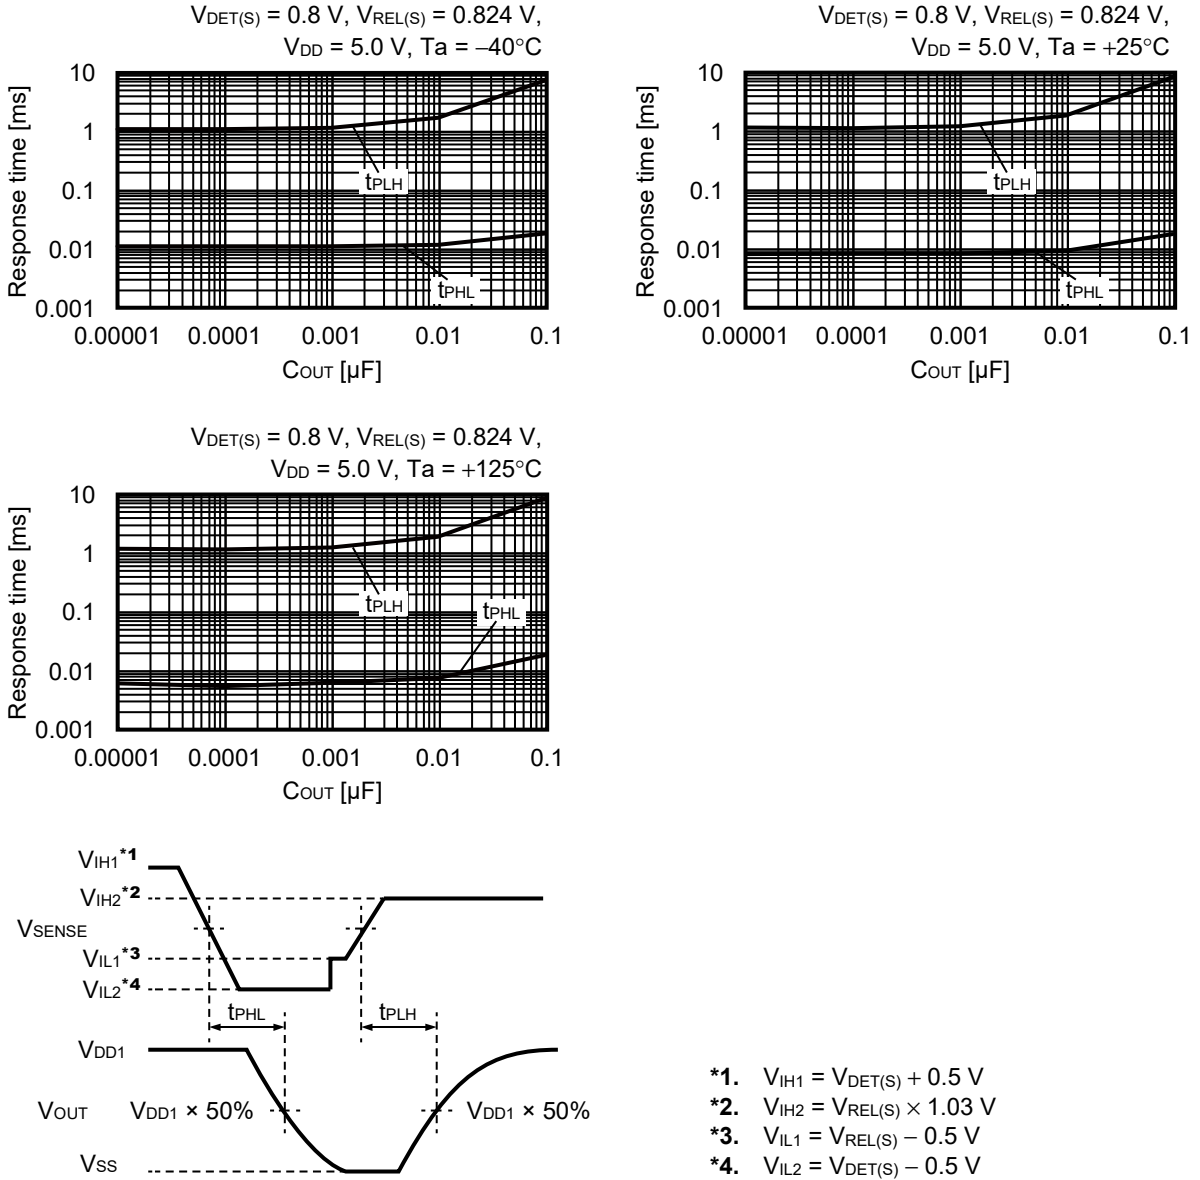 VDET(S) = 0.8 V, VREL(S) = 0.824 V,
VDD = 5.0 V, Ta = −40°C
Response time [ms]
10
1
0.1
0.01
0.001
tPLH
tPHL
0.00001 0.0001 0.001 0.01 0.1
COUT [μF]
VDET(S) = 0.8 V, VREL(S) = 0.824 V,
VDD = 5.0 V, Ta = +25°C
Response time [ms]
10
1
0.1
0.01
0.001
tPLH
tPHL
0.00001 0.0001 0.001 0.01 0.1
COUT [μF]
VDET(S) = 0.8 V, VREL(S) = 0.824 V,
VDD = 5.0 V, Ta = +125°C
Response time [ms]
10
1
0.1
0.01
0.001
tPLH
tPHL
0.00001 0.0001 0.001 0.01 0.1
COUT [μF]
VIH1*1
VIH2*2
VSENSE
VIL1*3
VIL2*4
tPHL tPLH
VDD1
VOUT VDD1 × 50% VDD1 × 50%
VSS
*1. VIH1 = VDET(S) + 0.5 V
*2. VIH2 = VREL(S) × 1.03 V
*3. VIL1 = VREL(S) − 0.5 V
*4. VIL2 = VDET(S) − 0.5 V